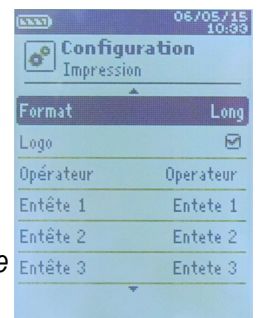 06/05/15
10:33
Configuration
Impression
Format Long
Logo
Opérateur Operateur
Entête 1 Entete 1
Entête 2 Entete 2
e Entête 3 Entete 3